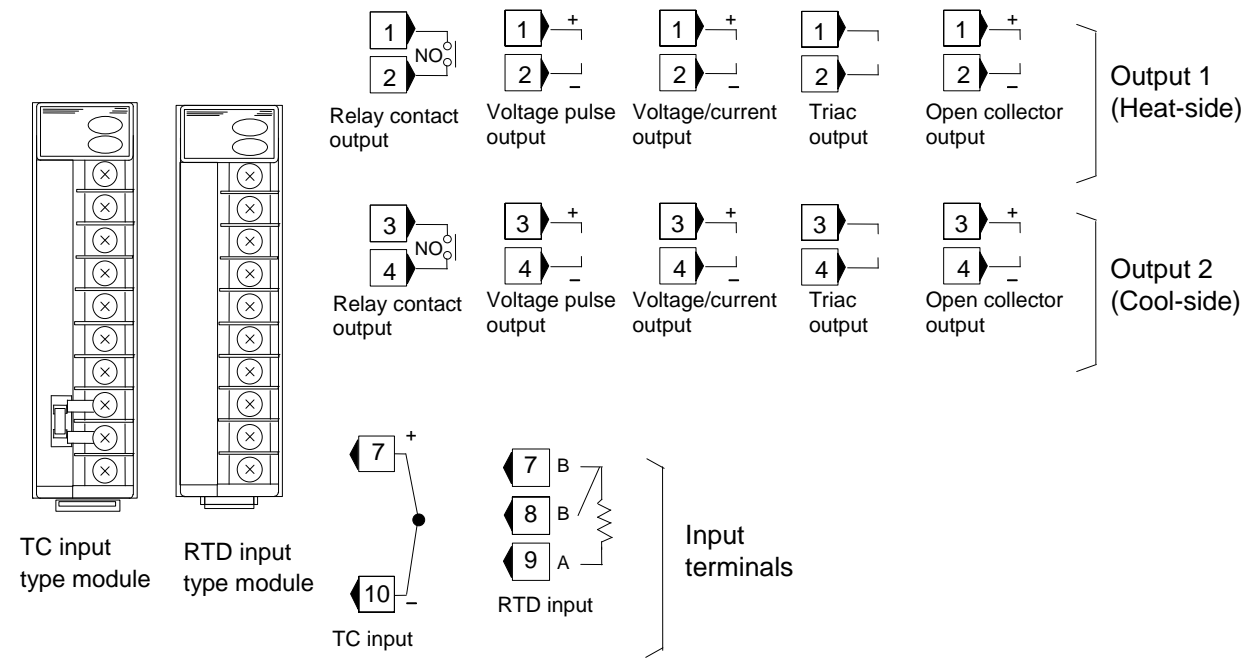 1 + 1 + 1 + 1 1 +
NO
2 2 2 2 2
− − −
Relay contact output
Voltage pulse output
Voltage/current output
Triac output
Open collector output
Output 1
(Heat-side)
3 + 3 + 3 + 3 3 +
NO
4 4 4 4 4
− − −
Relay contact output
Voltage pulse output
Voltage/current output
Triac output
Open collector output
Output 2
(Cool-side)
TC input
type module
RTD input
type module
7 +
10 −
TC input
7 B
8 B
9 A
RTD input
Input
terminals